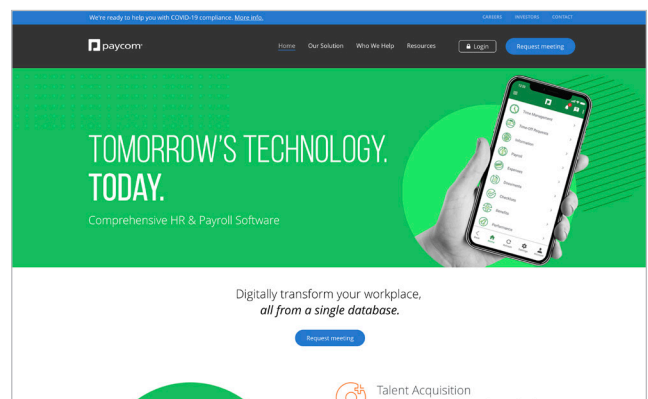 We're ready to help you with COVID-19 compliance. More info.
CAREERS INVESTORS CONTACT
paycom
Home Our Solution Who We Help Resources Login Request meeting
TOMORROW'S TECHNOLOGY.
TODAY.
Comprehensive HR & Payroll Software
Time Management
Time-Off Requests
Information
Payroll
Expenses
Documents
Checklists
Benefits
Performance
Digitally transform your workplace,
all from a single database.
Request meeting
Talent Acquisition